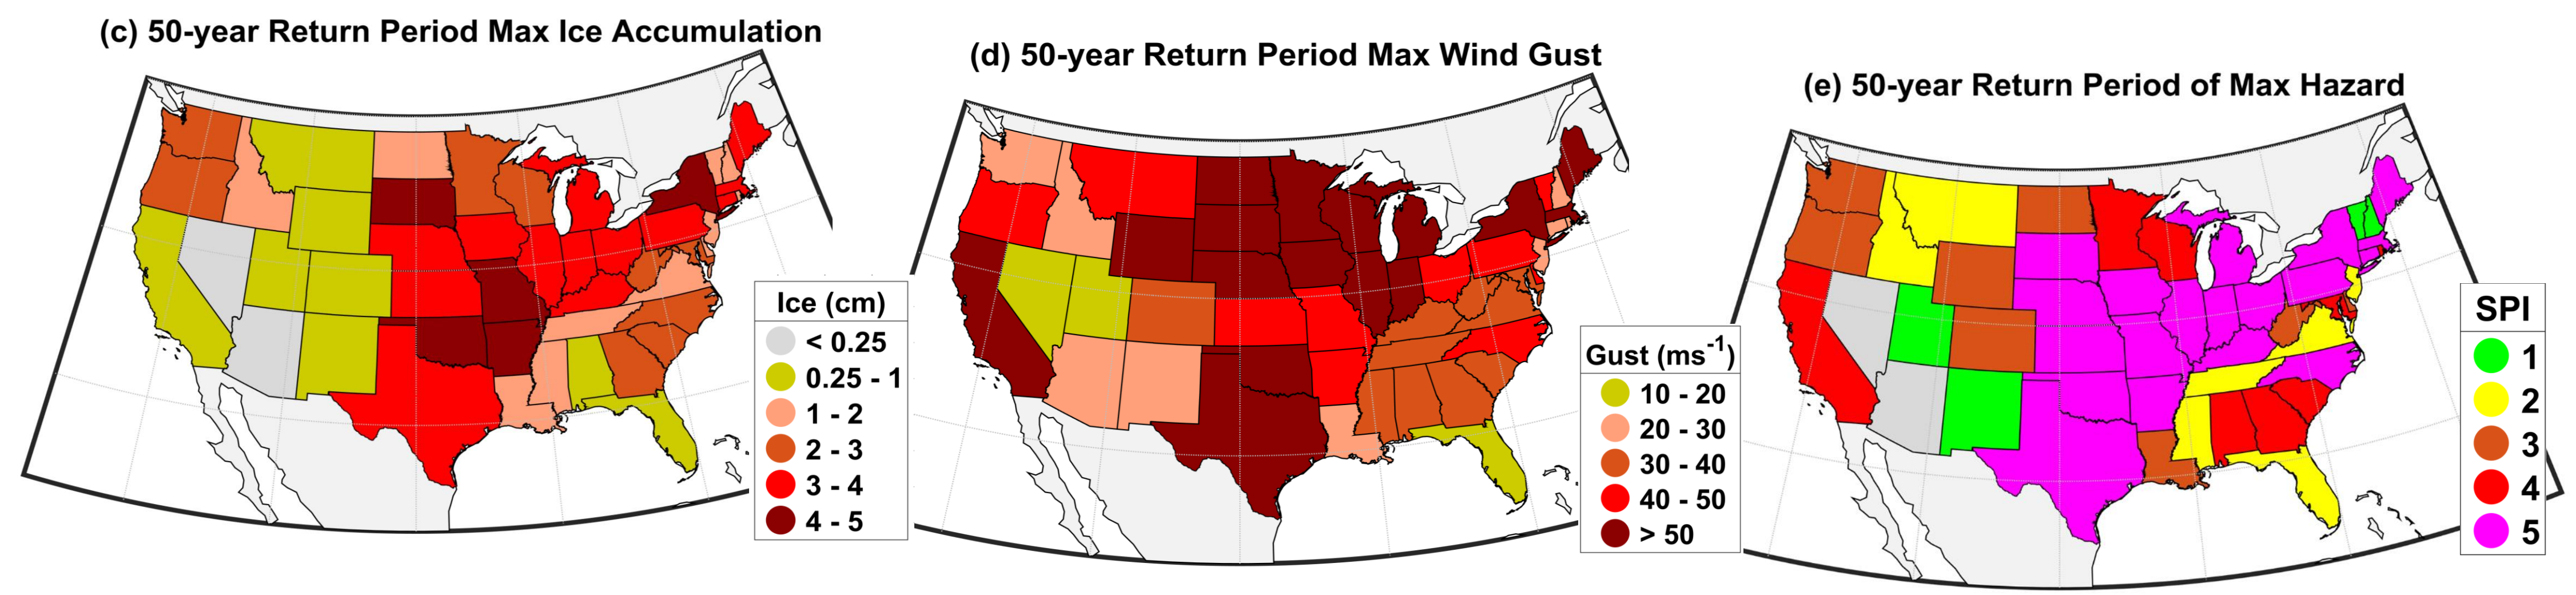 (c) 50-year Return Period Max Ice Accumulation
Ice (cm)
< 0.25
0.25 - 1
1 - 2
2 - 3
3 - 4
4 - 5
(d) 50-year Return Period Max Wind Gust
Gust (ms⁻¹)
10 - 20
20 - 30
30 - 40
40 - 50
> 50
(e) 50-year Return Period of Max Hazard
SPI
1
2
3
4
5